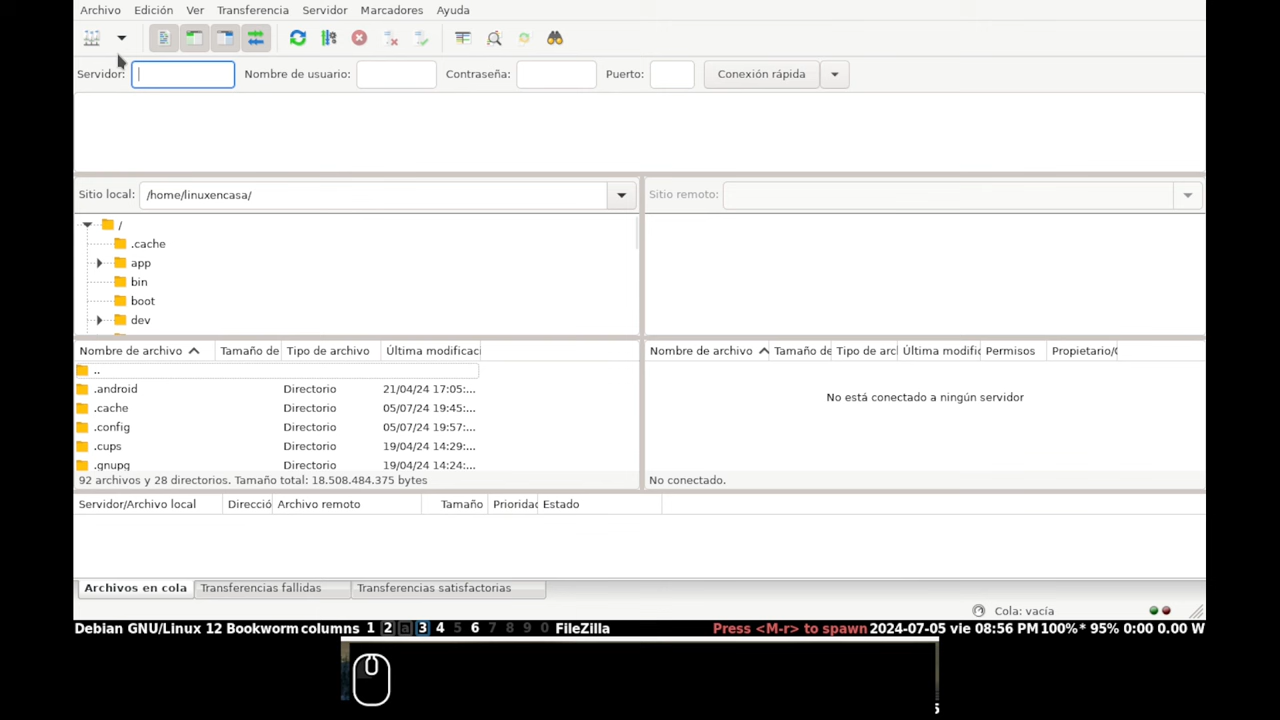 Archivo Edición Ver Transferencia Servidor Marcadores Ayuda
Servidor: Nombre de usuario: Contraseña: Puerto: Conexión rápida
Sitio local: /home/linuxencasa/
Sitio remoto:
/
.cache
app
bin
boot
dev
Nombre de archivo Tamaño de Tipo de archivo Última modificaci
..
.android Directorio 21/04/24 17:05:...
.cache Directorio 05/07/24 19:45:...
.config Directorio 05/07/24 19:57:...
.cups Directorio 19/04/24 14:29:...
.gnupg Directorio 19/04/24 14:24:...
92 archivos y 28 directorios. Tamaño total: 18.508.484.375 bytes
Nombre de archivo Tamaño de Tipo de arcl Última modific Permisos Propietario/G
No está conectado a ningún servidor
No conectado.
Servidor/Archivo local Direcció Archivo remoto Tamaño Prioridad Estado
Archivos en cola Transferencias fallidas Transferencias satisfactorias
Cola: vacía
Debian GNU/Linux 12 Bookworm columns 1 2 a 3 4 5 6 7 8 9 0 FileZilla Press <M-r> to spawn 2024-07-05 vie 08:56 PM 100%* 95% 0:00 0.00 W